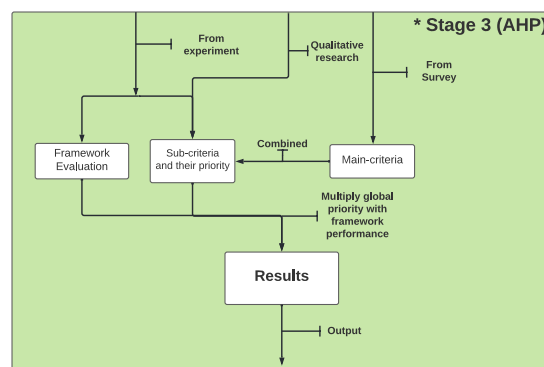 * Stage 3 (AHP)
From
experiment
Qualitative
research
From
Survey
Framework
Evaluation
Sub-criteria
and their priority
Combined
Main-criteria
Multiply global
priority with
framework
performance
Results
Output